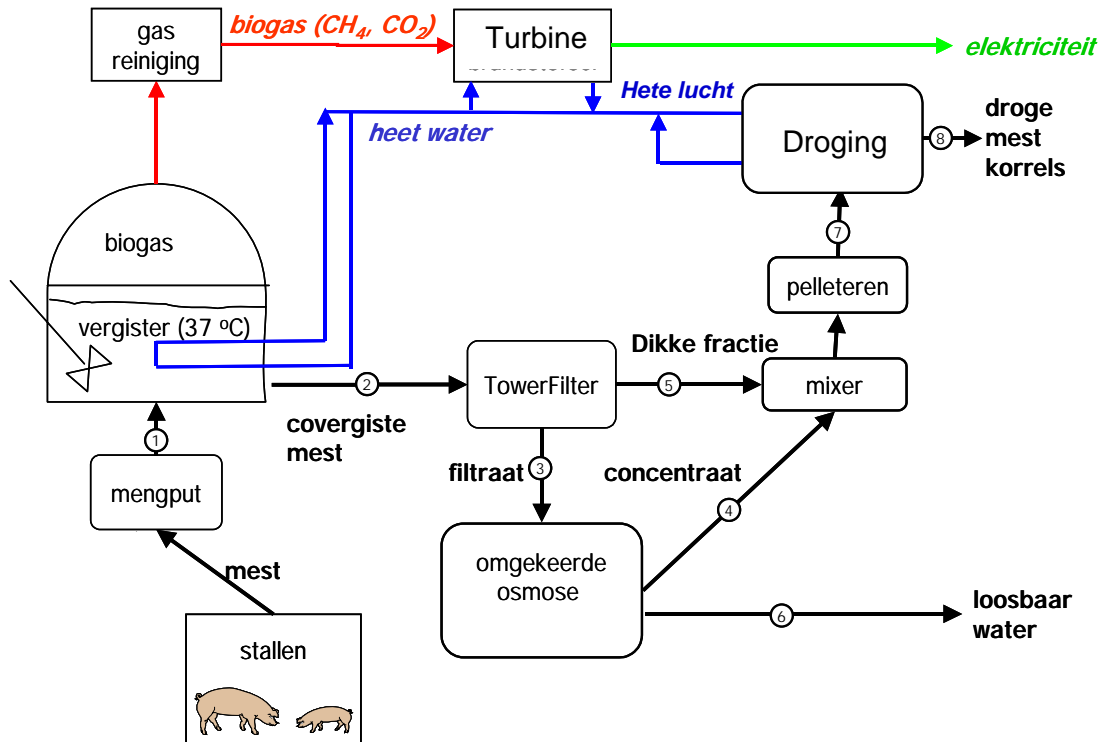 gas
reiniging
biogas (CH4, CO2)
Turbine
elektriciteit
Hete lucht
heet water
Droging
8
droge
mest
korrels
biogas
7
pelleteren
vergister (37 ºC)
Dikke fractie
2
TowerFilter
5
mixer
covergiste
mest
1
filtraat
3
concentraat
mengput
4
omgekeerde
osmose
mest
6
loosbaar
water
stallen